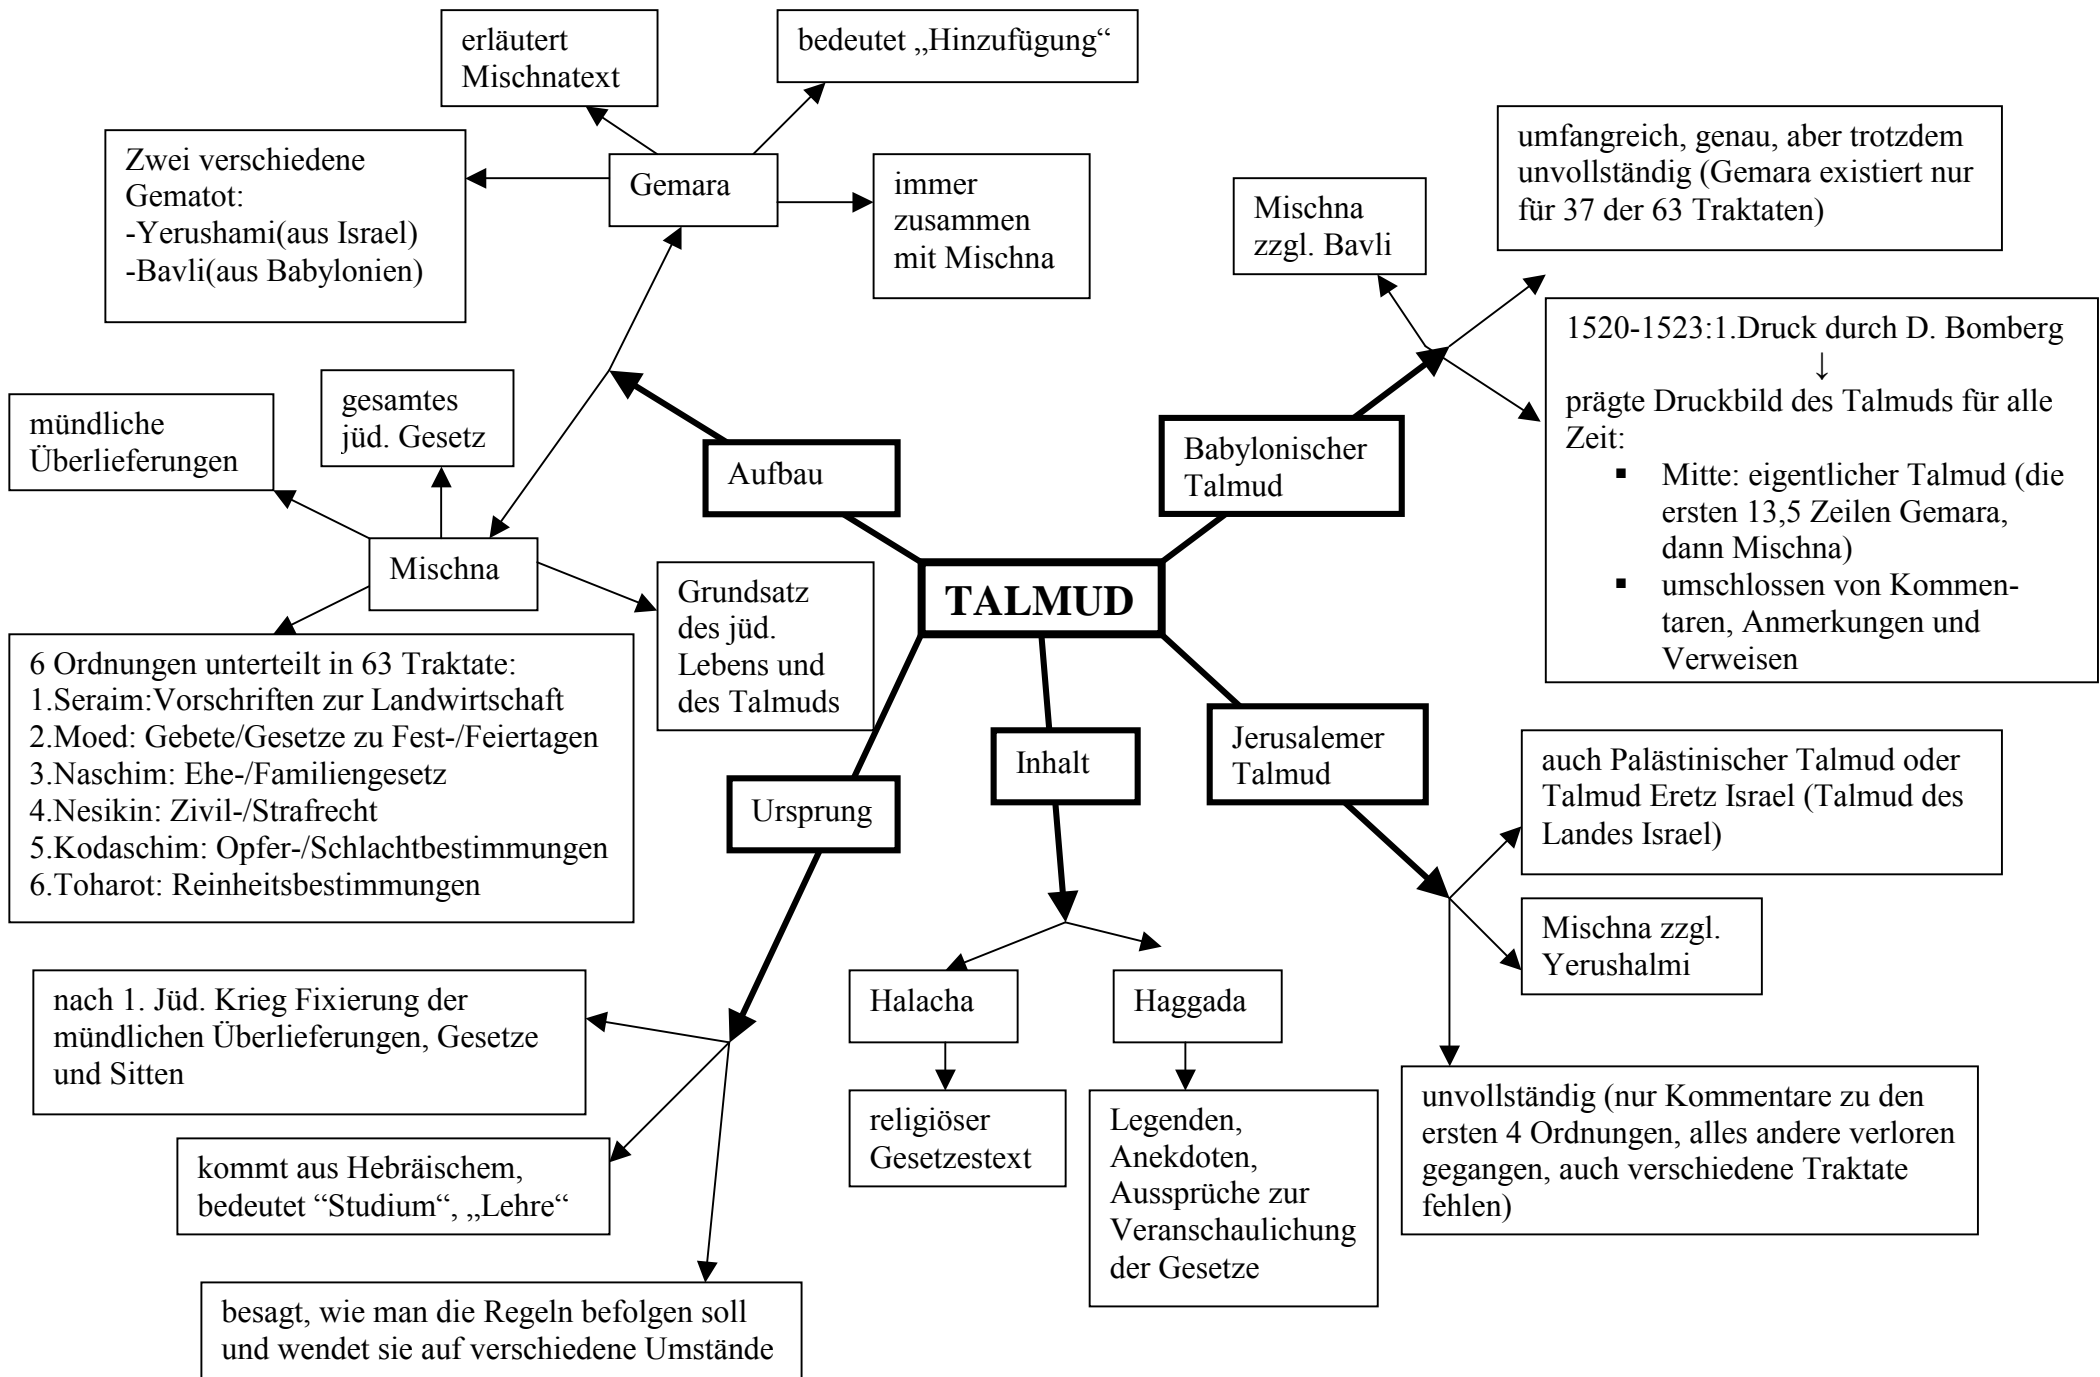 erläutert
Mischnatext
bedeutet „Hinzufügung“
Zwei verschiedene
Gematot:
-Yerushami(aus Israel)
-Bavli(aus Babylonien)
Gemara
immer
zusammen
mit Mischna
Mischna
zzgl. Bavli
umfangreich, genau, aber trotzdem
unvollständig (Gemara existiert nur
für 37 der 63 Traktaten)
1520-1523:1.Druck durch D. Bomberg
↓
prägte Druckbild des Talmuds für alle
Zeit:
▪ Mitte: eigentlicher Talmud (die
ersten 13,5 Zeilen Gemara,
dann Mischna)
▪ umschlossen von Kommen-
taren, Anmerkungen und
Verweisen
mündliche
Überlieferungen
gesamtes
jüd. Gesetz
Aufbau
Babylonischer
Talmud
Mischna
TALMUD
Grundsatz
des jüd.
Lebens und
des Talmuds
6 Ordnungen unterteilt in 63 Traktate:
1.Seraim:Vorschriften zur Landwirtschaft
2.Moed: Gebete/Gesetze zu Fest-/Feiertagen
3.Naschim: Ehe-/Familiengesetz
4.Nesikin: Zivil-/Strafrecht
5.Kodaschim: Opfer-/Schlachtbestimmungen
6.Toharot: Reinheitsbestimmungen
Ursprung
Inhalt
Jerusalemer
Talmud
auch Palästinischer Talmud oder
Talmud Eretz Israel (Talmud des
Landes Israel)
Mischna zzgl.
Yerushalmi
nach 1. Jüd. Krieg Fixierung der
mündlichen Überlieferungen, Gesetze
und Sitten
Halacha
Haggada
kommt aus Hebräischem,
bedeutet “Studium“, „Lehre“
religiöser
Gesetzestext
Legenden,
Anekdoten,
Aussprüche zur
Veranschaulichung
der Gesetze
unvollständig (nur Kommentare zu den
ersten 4 Ordnungen, alles andere verloren
gegangen, auch verschiedene Traktate
fehlen)
besagt, wie man die Regeln befolgen soll
und wendet sie auf verschiedene Umstände